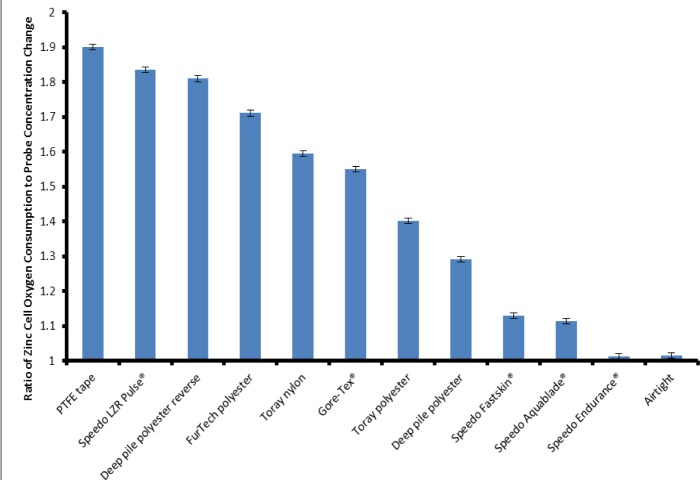 Ratio of Zinc Cell Oxygen Consumption to Probe Concentration Change
2
1.9
1.8
1.7
1.6
1.5
1.4
1.3
1.2
1.1
1
PTFE tape
Speedo LZR Pulse®
Deep pile polyester reverse
FurTech polyester
Toray nylon
Gore-Tex®
Toray polyester
Deep pile polyester
Speedo Fastskin®
Speedo Aquablade®
Speedo Endurance®
Airtight